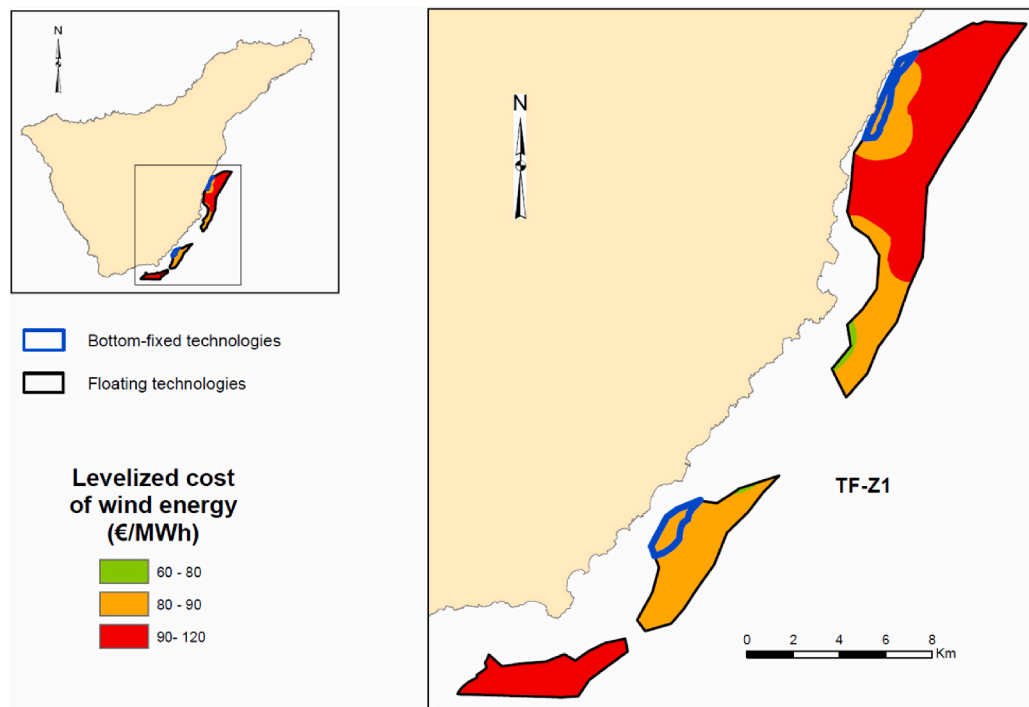 N
Bottom-fixed technologies
Floating technologies
Levelized cost
of wind energy
(€/MWh)
60 - 80
80 - 90
90- 120
N
TF-Z1
0 2 4 6 8
Km